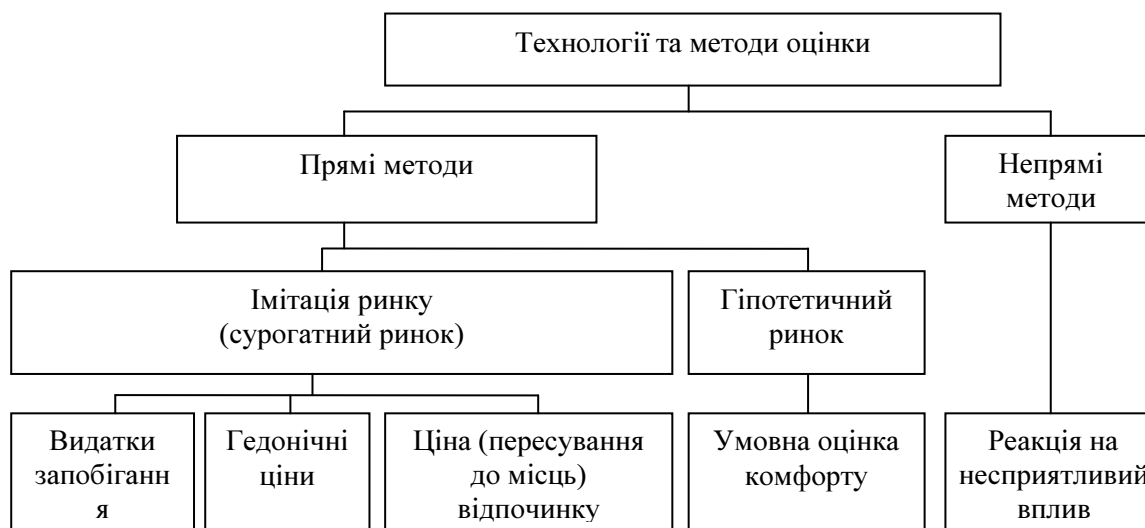 Технології та методи оцінки
Прямі методи
Непрямі
методи
Імітація ринку
(сурогатний ринок)
Гіпотетичний
ринок
Видатки
запобіганн
я
Гедонічні
ціни
Ціна (пересування
до місць)
відпочинку
Умовна оцінка
комфорту
Реакція на
несприятливий
вплив